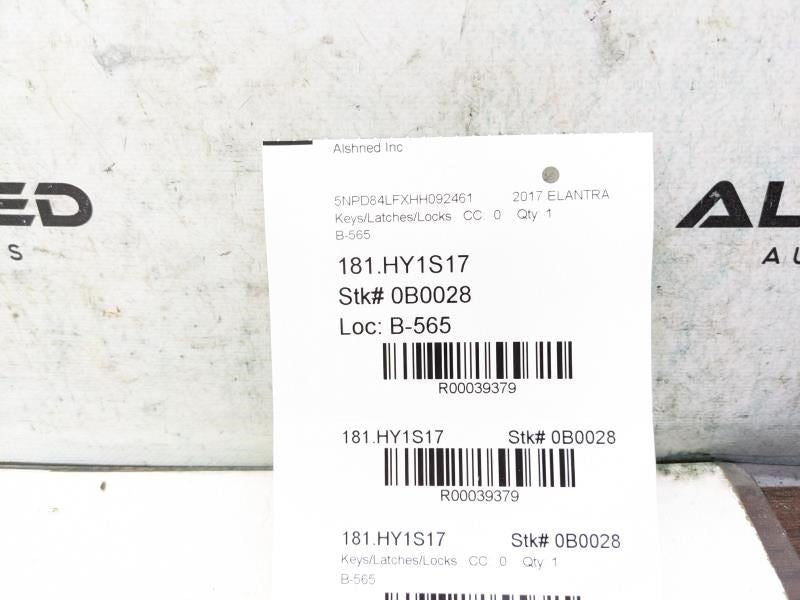 Alshned Inc
5NPD84LFXHH092461 2017 ELANTRA
Keys/Latches/Locks CC: 0 Qty: 1
B-565
181.HY1S17
Stk# 0B0028
Loc: B-565
R00039379
181.HY1S17 Stk# 0B0028
R00039379
181.HY1S17 Stk# 0B0028
Keys/Latches/Locks CC: 0 Qty: 1
B-565
ED
S
AL
AU